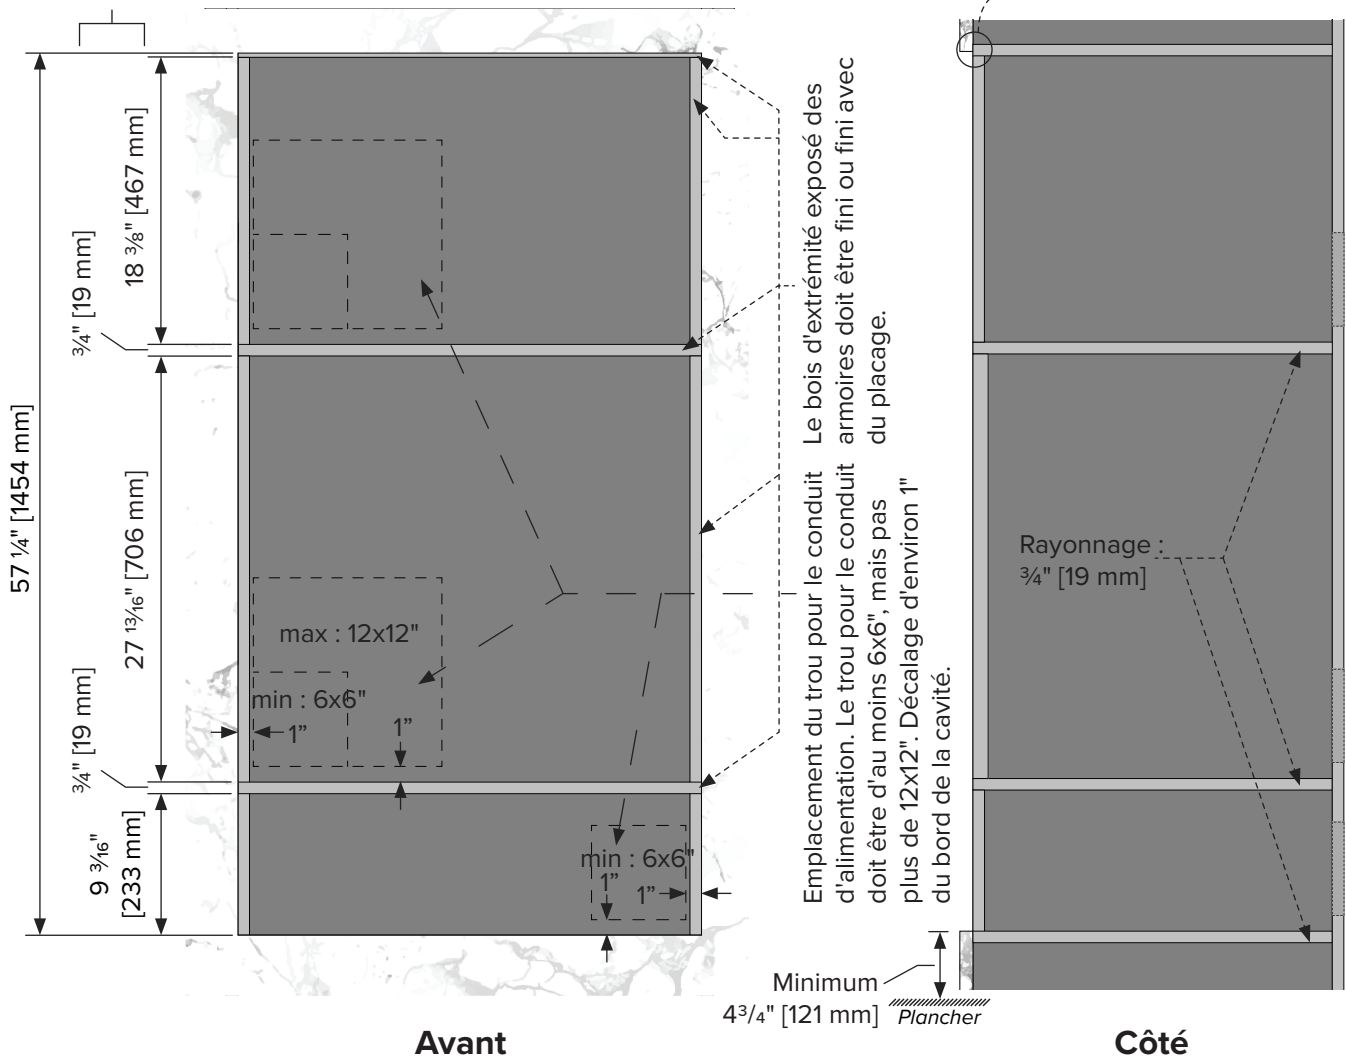 57 ¼" [1454 mm]
18 ⅜" [467 mm]
¾" [19 mm]
27 ¹³⁄₁₆" [706 mm]
¾" [19 mm]
9 ³⁄₁₆"
[233 mm]
max : 12x12"
min : 6x6"
1”
1”
min : 6x6"
1”
1”
Le bois d'extrémité exposé des
armoires doit être fini ou fini avec
du placage.
Emplacement du trou pour le conduit
d'alimentation. Le trou pour le conduit
doit être d'au moins 6x6", mais pas
plus de 12x12". Décalage d'environ 1"
du bord de la cavité.
Rayonnage :
¾" [19 mm]
Minimum
4³/₄" [121 mm]
Plancher
Avant
Côté